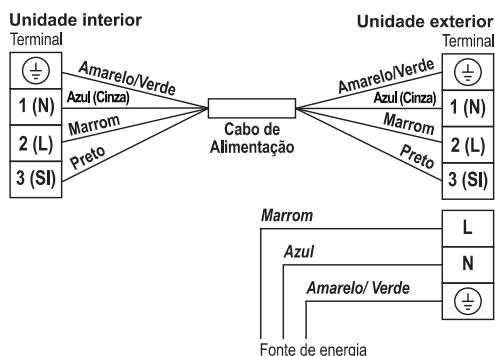 Unidade interior
Terminal
1 (N)
2 (L)
3 (SI)
Amarelo/Verde
Azul (Cinza)
Marrom
Preto
Cabo de
Alimentação
Unidade exterior
Terminal
Amarelo/Verde
Azul (Cinza)
Marrom
Preto
1 (N)
2 (L)
3 (SI)
Marrom
L
Azul
N
Amarelo/ Verde
Fonte de energia